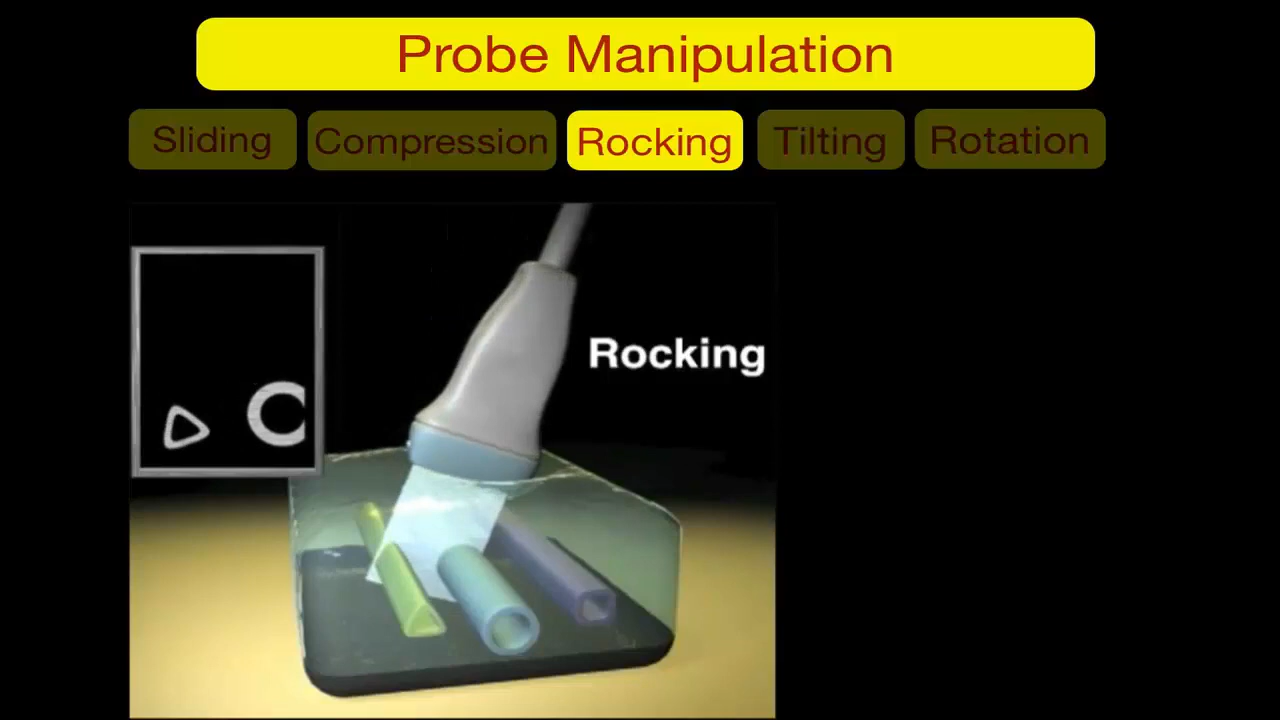 Probe Manipulation
Sliding Compression Rocking Tilting Rotation
Rocking